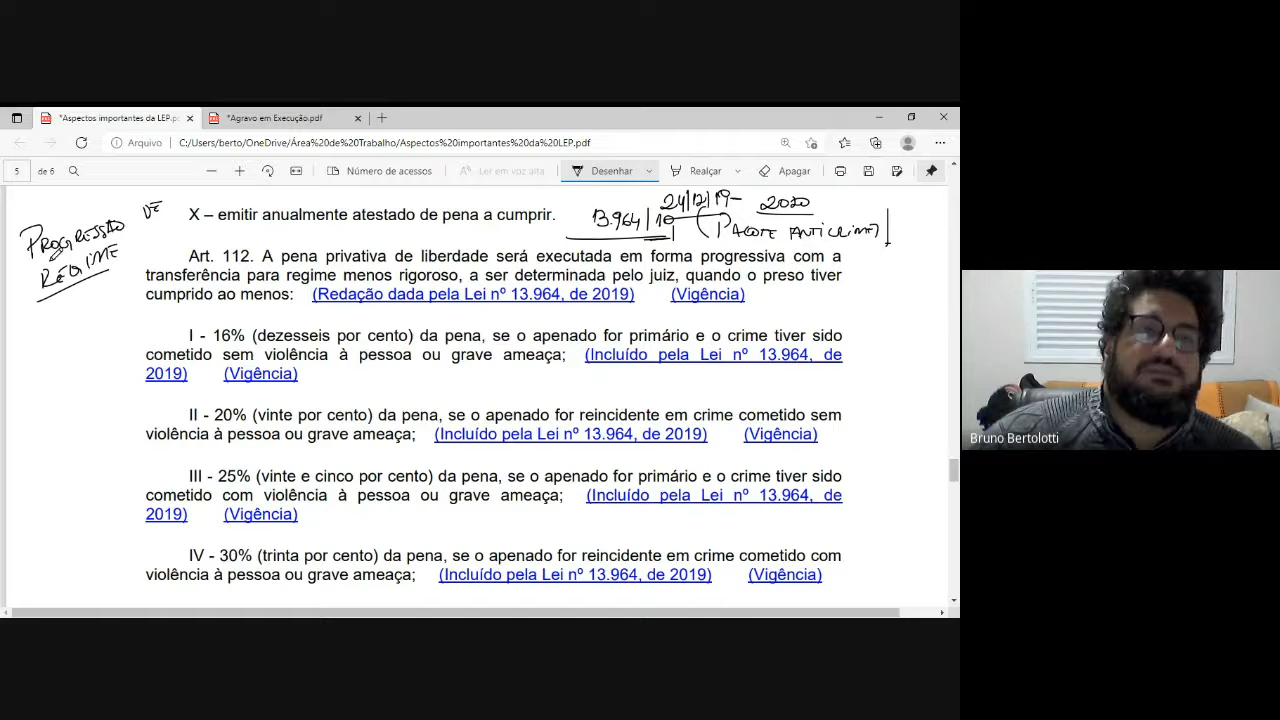 *Aspectos importantes da LEP.pd
*Agravo em Execução.pdf
Arquivo
C:/Users/berto/OneDrive/Área%20de%20Trabalho/Aspectos%20importantes%20da%20LEP.pdf
5
de 6
Número de acessos
Ler em voz alta
Desenhar
Realçar
Apagar
24/12/19 - 2020
X – emitir anualmente atestado de pena a cumprir.
13.964/19
PACOTE ANTICRIME)
PROGRESSÃO
DE
REGIME
Art. 112. A pena privativa de liberdade será executada em forma progressiva com a
transferência para regime menos rigoroso, a ser determinada pelo juiz, quando o preso tiver
cumprido ao menos: (Redação dada pela Lei nº 13.964, de 2019) (Vigência)
I - 16% (dezesseis por cento) da pena, se o apenado for primário e o crime tiver sido
cometido sem violência à pessoa ou grave ameaça; (Incluído pela Lei nº 13.964, de
2019) (Vigência)
II - 20% (vinte por cento) da pena, se o apenado for reincidente em crime cometido sem
violência à pessoa ou grave ameaça; (Incluído pela Lei nº 13.964, de 2019) (Vigência)
III - 25% (vinte e cinco por cento) da pena, se o apenado for primário e o crime tiver sido
cometido com violência à pessoa ou grave ameaça; (Incluído pela Lei nº 13.964, de
2019) (Vigência)
IV - 30% (trinta por cento) da pena, se o apenado for reincidente em crime cometido com
violência à pessoa ou grave ameaça; (Incluído pela Lei nº 13.964, de 2019) (Vigência)
Bruno Bertolotti